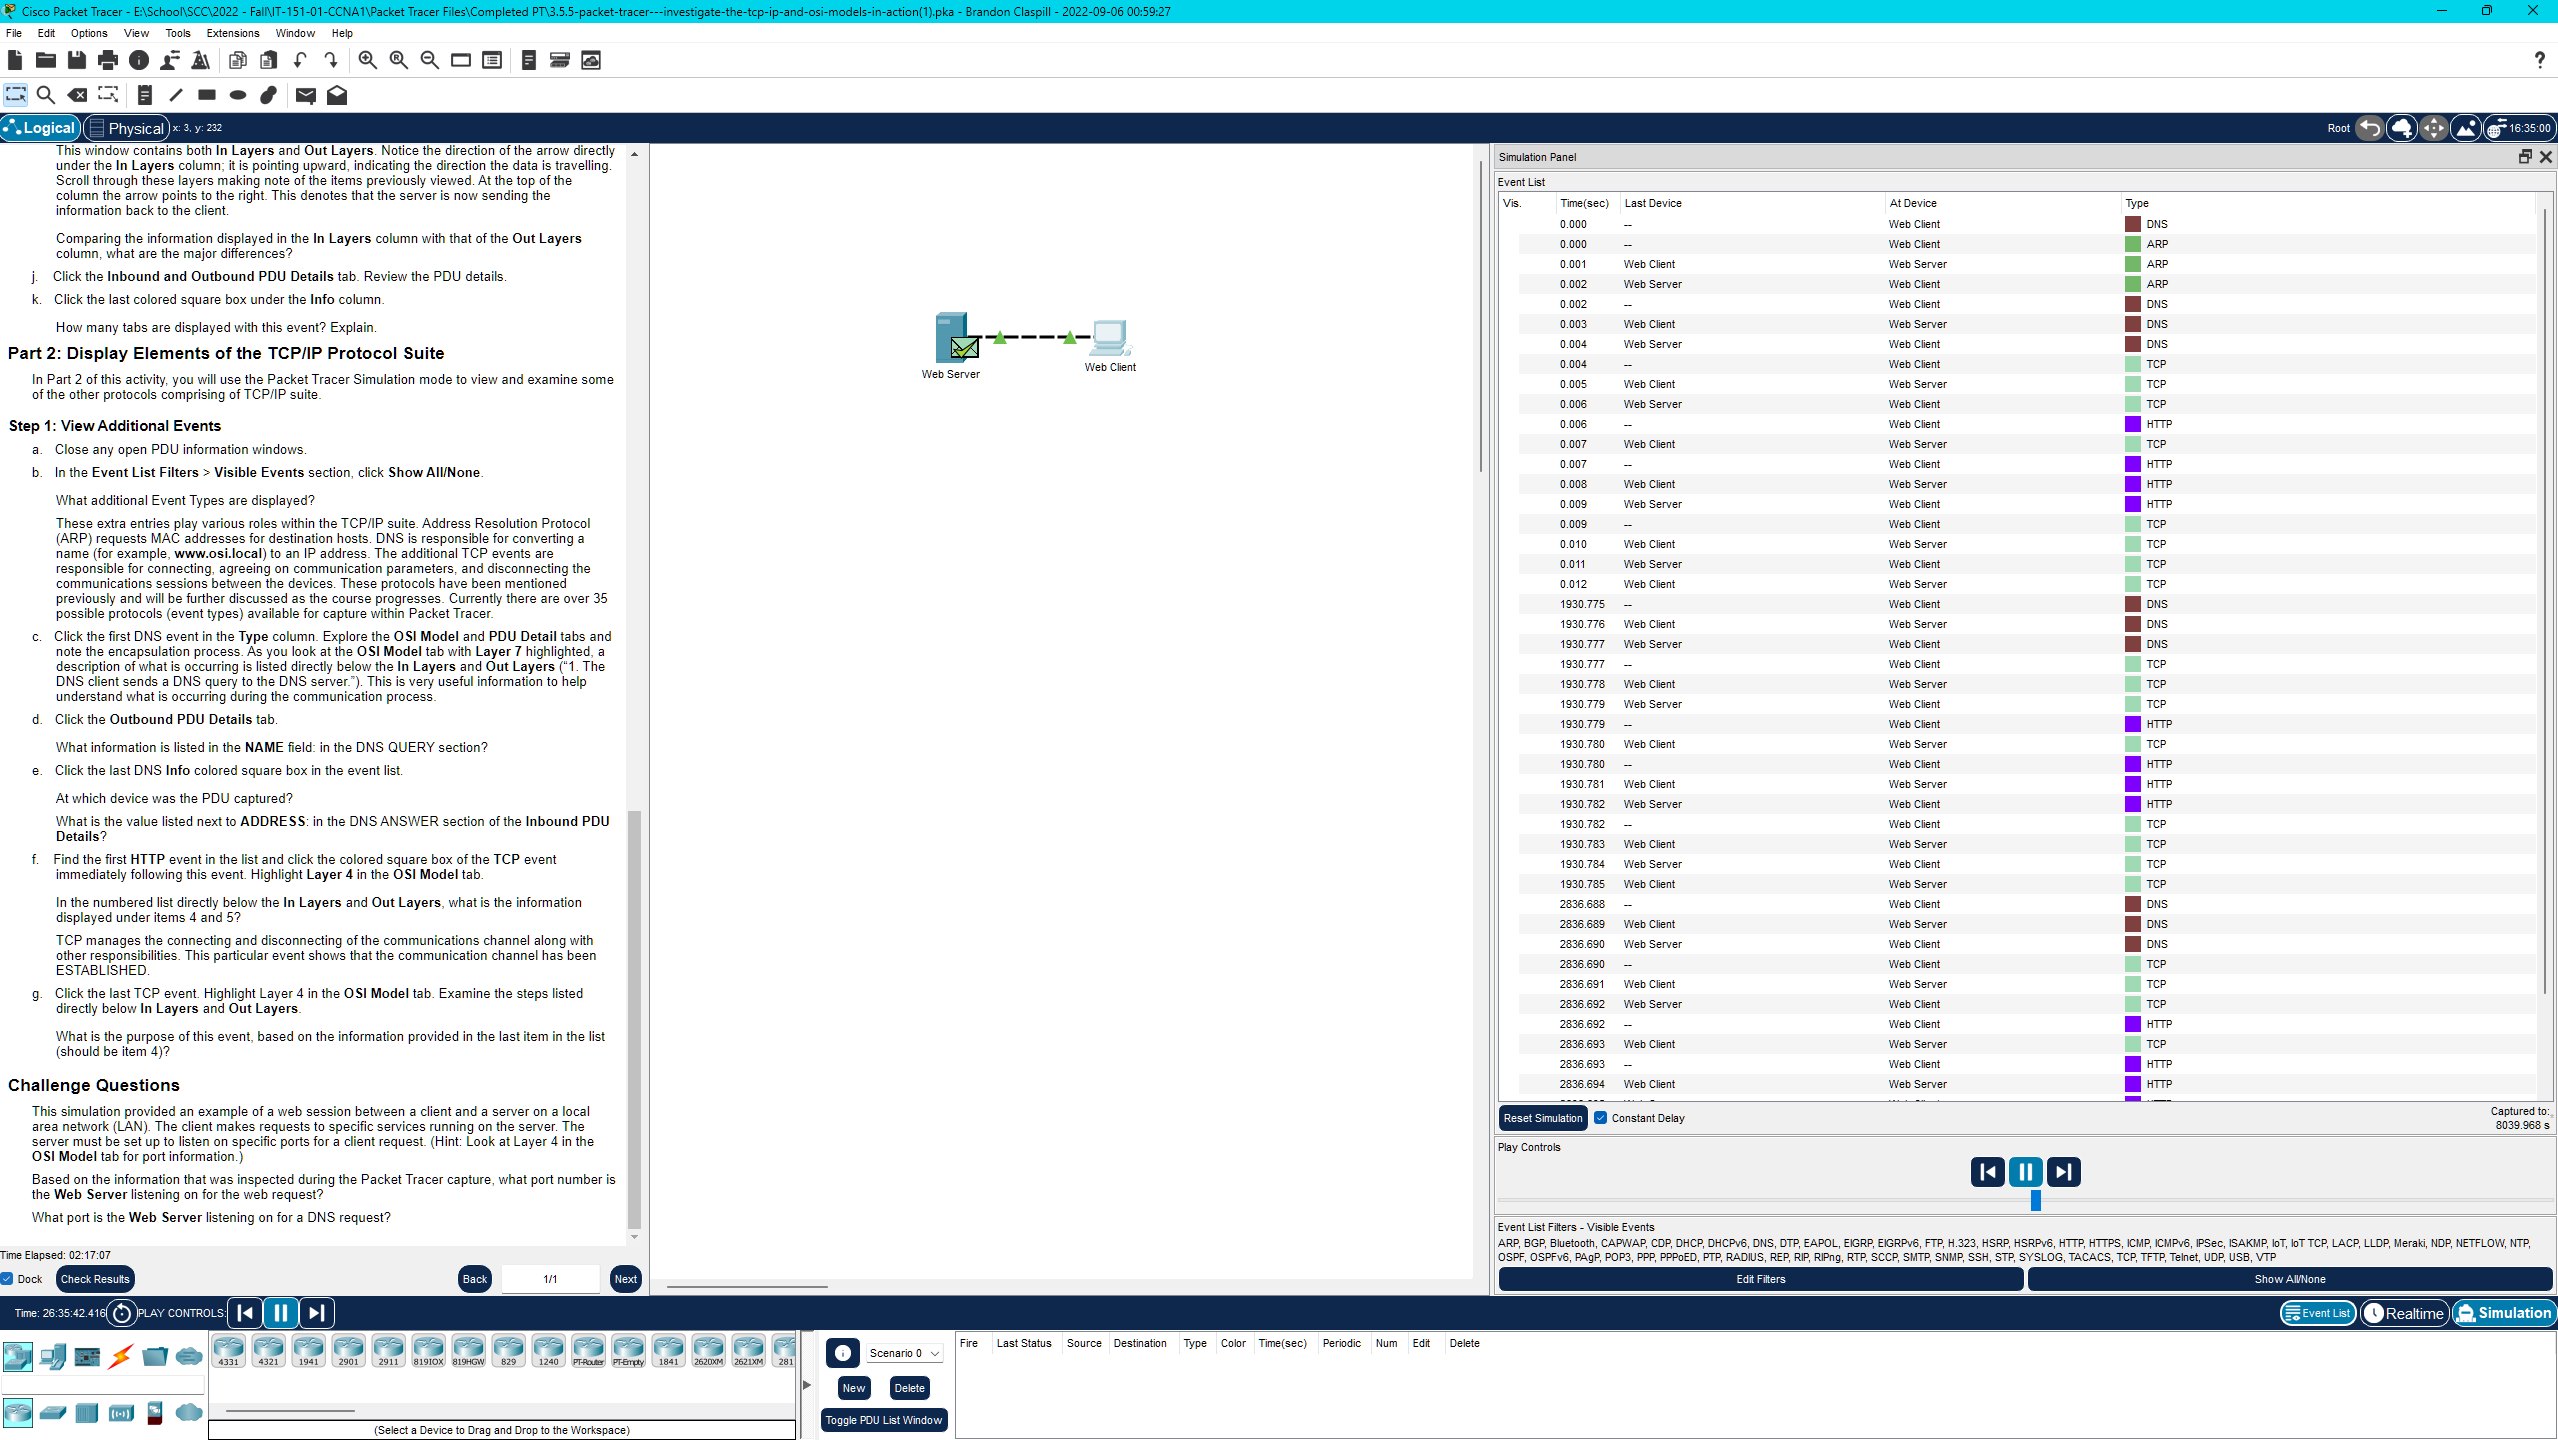 Cisco Packet Tracer - E:\School\SCC\2022 - Fall\IT-151-01-CCNA1\Packet Tracer Files\Completed PT\3.5.5-packet-tracer---investigate-the-tcp-ip-and-osi-models-in-action(1).pka - Brandon Claspill - 2022-09-06 00:59:27
File Edit Options View Tools Extensions Window Help
Logical Physical x: 3, y: 232 Root 16:35:00
This window contains both In Layers and Out Layers. Notice the direction of the arrow directly
under the In Layers column; it is pointing upward, indicating the direction the data is travelling.
Scroll through these layers making note of the items previously viewed. At the top of the
column the arrow points to the right. This denotes that the server is now sending the
information back to the client.
Comparing the information displayed in the In Layers column with that of the Out Layers
column, what are the major differences?
j. Click the Inbound and Outbound PDU Details tab. Review the PDU details.
k. Click the last colored square box under the Info column.
How many tabs are displayed with this event? Explain.
Part 2: Display Elements of the TCP/IP Protocol Suite
In Part 2 of this activity, you will use the Packet Tracer Simulation mode to view and examine some
of the other protocols comprising of TCP/IP suite.
Step 1: View Additional Events
a. Close any open PDU information windows.
b. In the Event List Filters > Visible Events section, click Show All/None.
What additional Event Types are displayed?
These extra entries play various roles within the TCP/IP suite. Address Resolution Protocol
(ARP) requests MAC addresses for destination hosts. DNS is responsible for converting a
name (for example, www.osi.local) to an IP address. The additional TCP events are
responsible for connecting, agreeing on communication parameters, and disconnecting the
communications sessions between the devices. These protocols have been mentioned
previously and will be further discussed as the course progresses. Currently there are over 35
possible protocols (event types) available for capture within Packet Tracer.
c. Click the first DNS event in the Type column. Explore the OSI Model and PDU Detail tabs and
note the encapsulation process. As you look at the OSI Model tab with Layer 7 highlighted, a
description of what is occurring is listed directly below the In Layers and Out Layers (“1. The
DNS client sends a DNS query to the DNS server.”). This is very useful information to help
understand what is occurring during the communication process.
d. Click the Outbound PDU Details tab.
What information is listed in the NAME field: in the DNS QUERY section?
e. Click the last DNS Info colored square box in the event list.
At which device was the PDU captured?
What is the value listed next to ADDRESS: in the DNS ANSWER section of the Inbound PDU
Details?
f. Find the first HTTP event in the list and click the colored square box of the TCP event
immediately following this event. Highlight Layer 4 in the OSI Model tab.
In the numbered list directly below the In Layers and Out Layers, what is the information
displayed under items 4 and 5?
TCP manages the connecting and disconnecting of the communications channel along with
other responsibilities. This particular event shows that the communication channel has been
ESTABLISHED.
g. Click the last TCP event. Highlight Layer 4 in the OSI Model tab. Examine the steps listed
directly below In Layers and Out Layers.
What is the purpose of this event, based on the information provided in the last item in the list
(should be item 4)?
Challenge Questions
This simulation provided an example of a web session between a client and a server on a local
area network (LAN). The client makes requests to specific services running on the server. The
server must be set up to listen on specific ports for a client request. (Hint: Look at Layer 4 in the
OSI Model tab for port information.)
Based on the information that was inspected during the Packet Tracer capture, what port number is
the Web Server listening on for the web request?
What port is the Web Server listening on for a DNS request?
Time Elapsed: 02:17:07
Dock Check Results Back 1/1 Next
Web Server
Web Client
Simulation Panel
Event List
Vis. Time(sec) Last Device At Device Type
0.000 -- Web Client DNS
0.000 -- Web Client ARP
0.001 Web Client Web Server ARP
0.002 Web Server Web Client ARP
0.002 -- Web Client DNS
0.003 Web Client Web Server DNS
0.004 Web Server Web Client DNS
0.004 -- Web Client TCP
0.005 Web Client Web Server TCP
0.006 Web Server Web Client TCP
0.006 -- Web Client HTTP
0.007 Web Client Web Server TCP
0.007 -- Web Client HTTP
0.008 Web Client Web Server HTTP
0.009 Web Server Web Client HTTP
0.009 -- Web Client TCP
0.010 Web Client Web Server TCP
0.011 Web Server Web Client TCP
0.012 Web Client Web Server TCP
1930.775 -- Web Client DNS
1930.776 Web Client Web Server DNS
1930.777 Web Server Web Client DNS
1930.777 -- Web Client TCP
1930.778 Web Client Web Server TCP
1930.779 Web Server Web Client TCP
1930.779 -- Web Client HTTP
1930.780 Web Client Web Server TCP
1930.780 -- Web Client HTTP
1930.781 Web Client Web Server HTTP
1930.782 Web Server Web Client HTTP
1930.782 -- Web Client TCP
1930.783 Web Client Web Server TCP
1930.784 Web Server Web Client TCP
1930.785 Web Client Web Server TCP
2836.688 -- Web Client DNS
2836.689 Web Client Web Server DNS
2836.690 Web Server Web Client DNS
2836.690 -- Web Client TCP
2836.691 Web Client Web Server TCP
2836.692 Web Server Web Client TCP
2836.692 -- Web Client HTTP
2836.693 Web Client Web Server TCP
2836.693 -- Web Client HTTP
2836.694 Web Client Web Server HTTP
Reset Simulation Constant Delay Captured to:
8039.968 s
Play Controls
Event List Filters - Visible Events
ARP, BGP, Bluetooth, CAPWAP, CDP, DHCP, DHCPv6, DNS, DTP, EAPOL, EIGRP, EIGRPv6, FTP, H.323, HSRP, HSRPv6, HTTP, HTTPS, ICMP, ICMPv6, IPSec, ISAKMP, IoT, IoT TCP, LACP, LLDP, Meraki, NDP, NETFLOW, NTP,
OSPF, OSPFv6, PAgP, POP3, PPP, PPPoED, PTP, RADIUS, REP, RIP, RIPng, RTP, SCCP, SMTP, SNMP, SSH, STP, SYSLOG, TACACS, TCP, TFTP, Telnet, UDP, USB, VTP
Edit Filters Show All/None
Time: 26:35:42.416 PLAY CONTROLS: Event List Realtime Simulation
4331 4321 1941 2901 2911 819IOX 819HGW 829 1240 PT-Router PT-Empty 1841 2620XM 2621XM 281
(Select a Device to Drag and Drop to the Workspace)
Scenario 0
New Delete
Toggle PDU List Window
Fire Last Status Source Destination Type Color Time(sec) Periodic Num Edit Delete